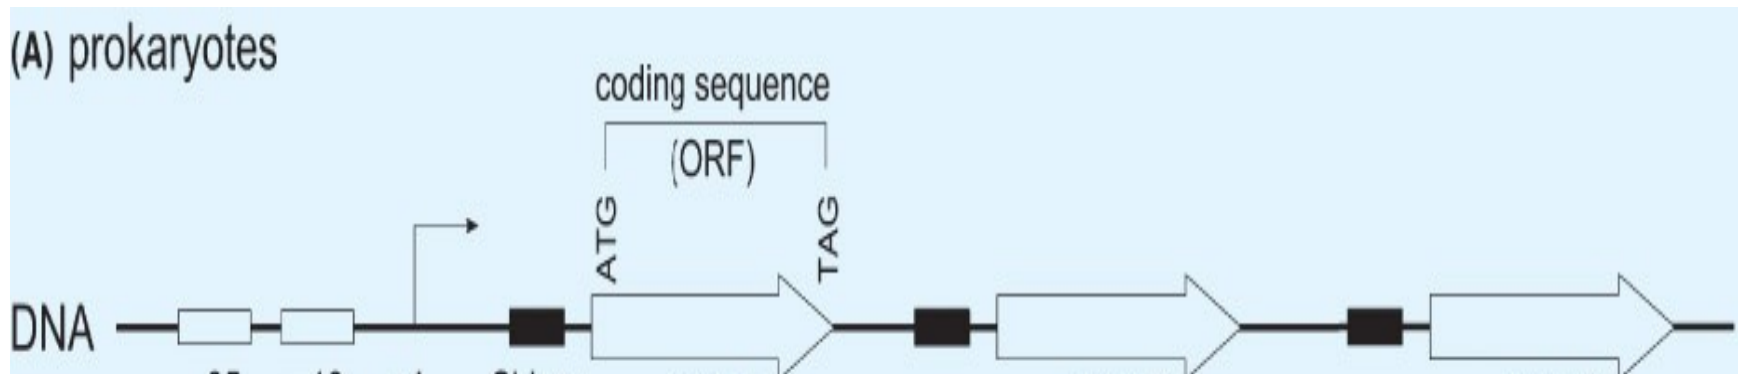 (A) prokaryotes
coding sequence
(ORF)
ATG
TAG
DNA